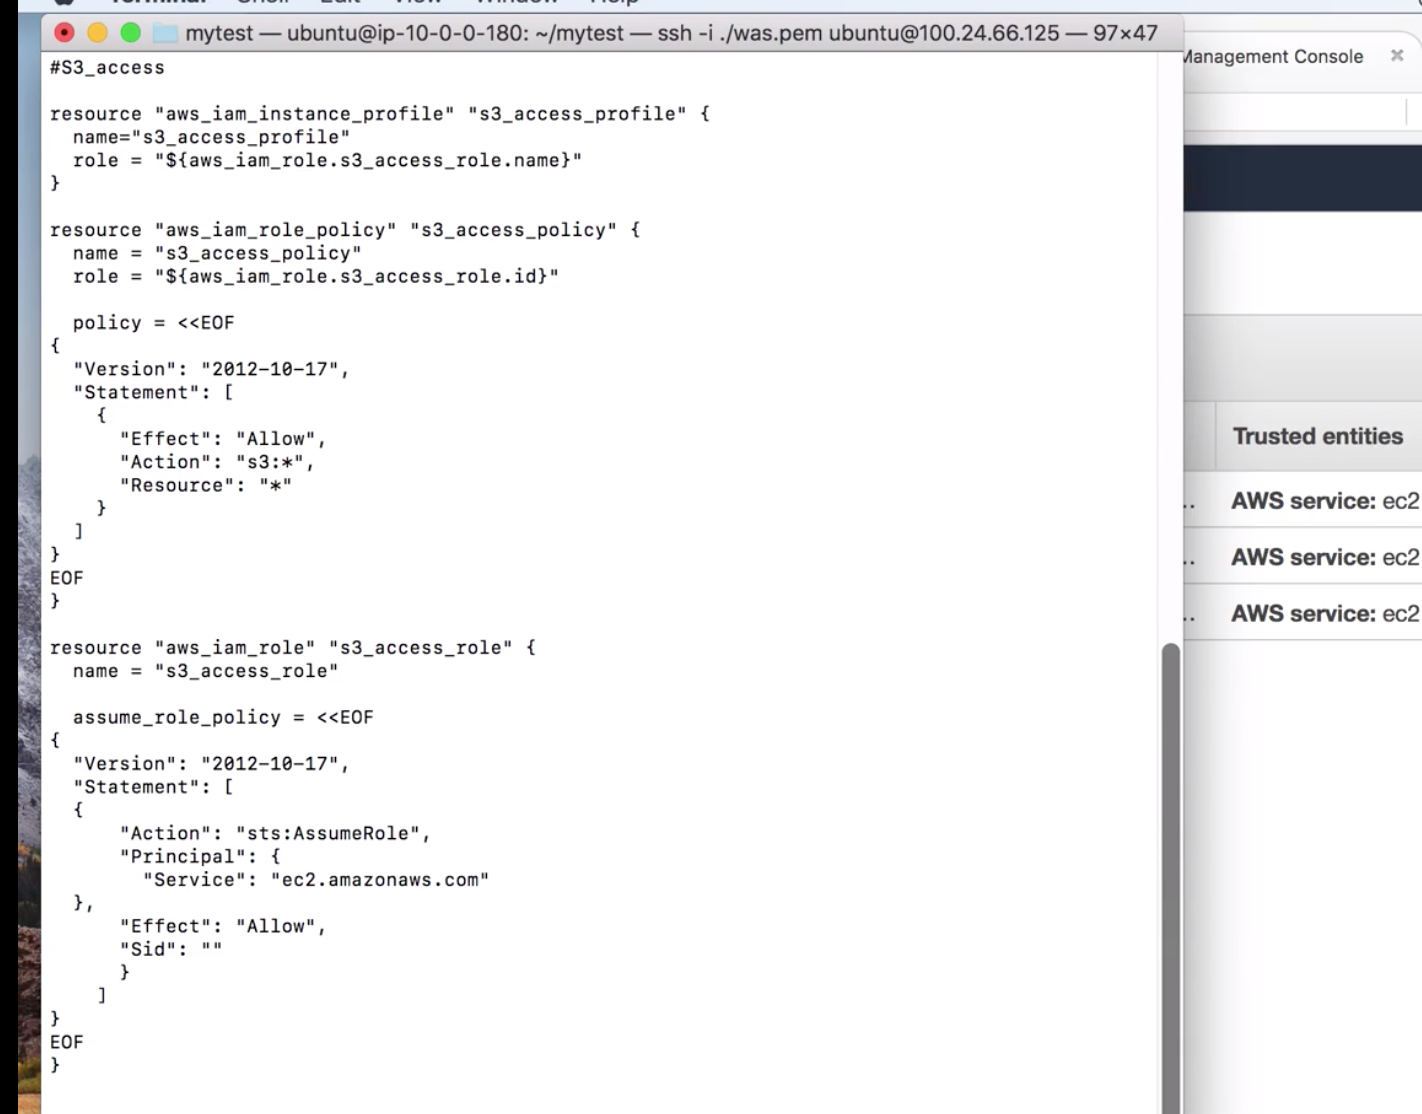 mytest — ubuntu@ip-10-0-0-180: ~/mytest — ssh -i ./was.pem ubuntu@100.24.66.125 — 97×47
#S3_access
resource "aws_iam_instance_profile" "s3_access_profile" {
  name="s3_access_profile"
  role = "${aws_iam_role.s3_access_role.name}"
}
resource "aws_iam_role_policy" "s3_access_policy" {
  name = "s3_access_policy"
  role = "${aws_iam_role.s3_access_role.id}"
  policy = <<EOF
{
  "Version": "2012-10-17",
  "Statement": [
    {
      "Effect": "Allow",
      "Action": "s3:*",
      "Resource": "*"
    }
  ]
}
EOF
}
resource "aws_iam_role" "s3_access_role" {
  name = "s3_access_role"
  assume_role_policy = <<EOF
{
  "Version": "2012-10-17",
  "Statement": [
  {
      "Action": "sts:AssumeRole",
      "Principal": {
        "Service": "ec2.amazonaws.com"
  },
      "Effect": "Allow",
      "Sid": ""
      }
    ]
}
EOF
}
Management Console
Trusted entities
.. AWS service: ec2
.. AWS service: ec2
.. AWS service: ec2